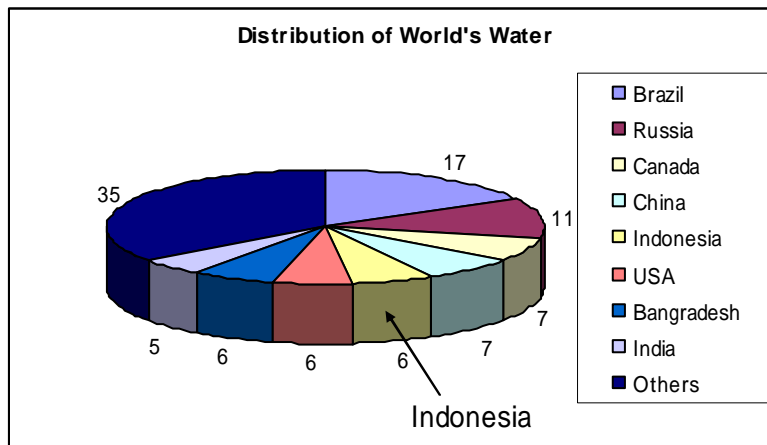 Distribution of World's Water
17
11
7
7
6
6
6
5
35
Indonesia
Brazil
Russia
Canada
China
Indonesia
USA
Bangradesh
India
Others